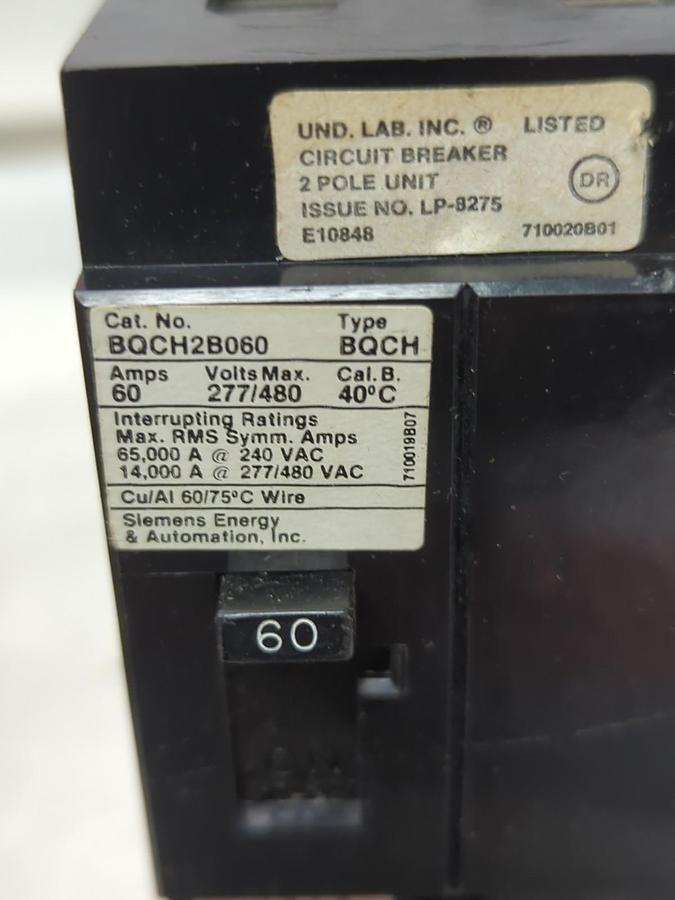 UND. LAB. INC. ® LISTED
CIRCUIT BREAKER
2 POLE UNIT
DR
ISSUE NO. LP-8275
E10848 710020B01
Cat. No. Type
BQCH2B060 BQCH
Amps Volts Max. Cal. B.
60 277/480 40°C
Interrupting Ratings
Max. RMS Symm. Amps
65,000 A @ 240 VAC
14,000 A @ 277/480 VAC
710019B07
Cu/Al 60/75°C Wire
Siemens Energy
& Automation, Inc.
60